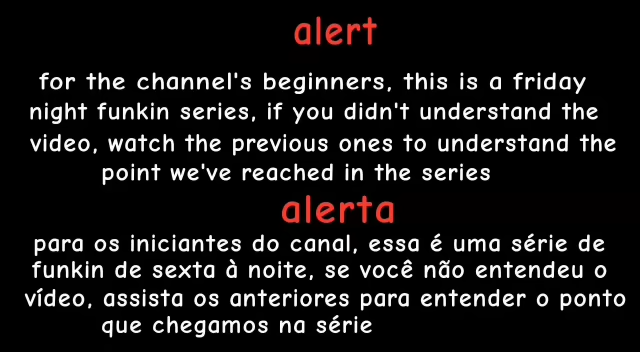 alert
for the channel's beginners, this is a friday
night funkin series, if you didn't understand the
video, watch the previous ones to understand the
point we've reached in the series
alerta
para os iniciantes do canal, essa é uma série de
funkin de sexta à noite, se você não entendeu o
vídeo, assista os anteriores para entender o ponto
que chegamos na série